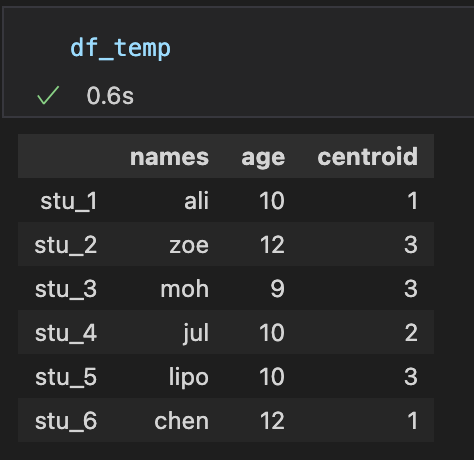 df_temp
0.6s
names age centroid
stu_1 ali 10 1
stu_2 zoe 12 3
stu_3 moh 9 3
stu_4 jul 10 2
stu_5 lipo 10 3
stu_6 chen 12 1